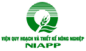 VIỆN QUY HOẠCH VÀ THIẾT KẾ NÔNG NGHIỆP
NIAPP